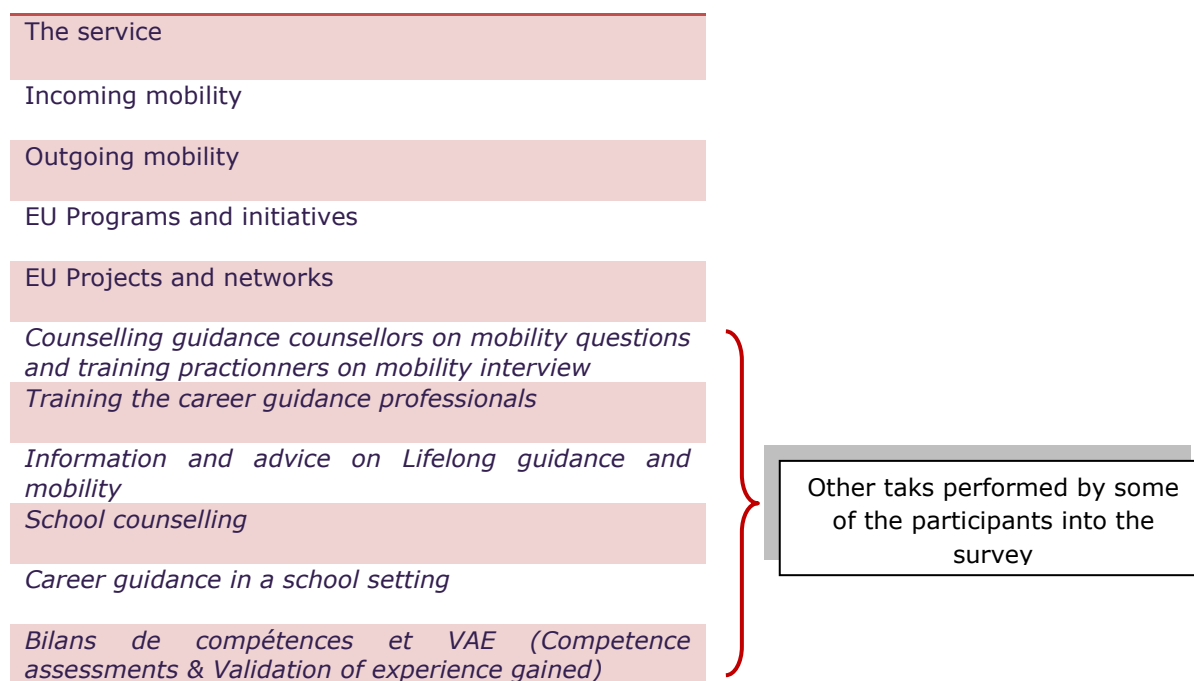 The service
Incoming mobility
Outgoing mobility
EU Programs and initiatives
EU Projects and networks
Counselling guidance counsellors on mobility questions
and training practionners on mobility interview
Training the career guidance professionals
Information and advice on Lifelong guidance and
mobility
School counselling
Career guidance in a school setting
Bilans de compétences et VAE (Competence
assessments & Validation of experience gained)
Other taks performed by some
of the participants into the
survey